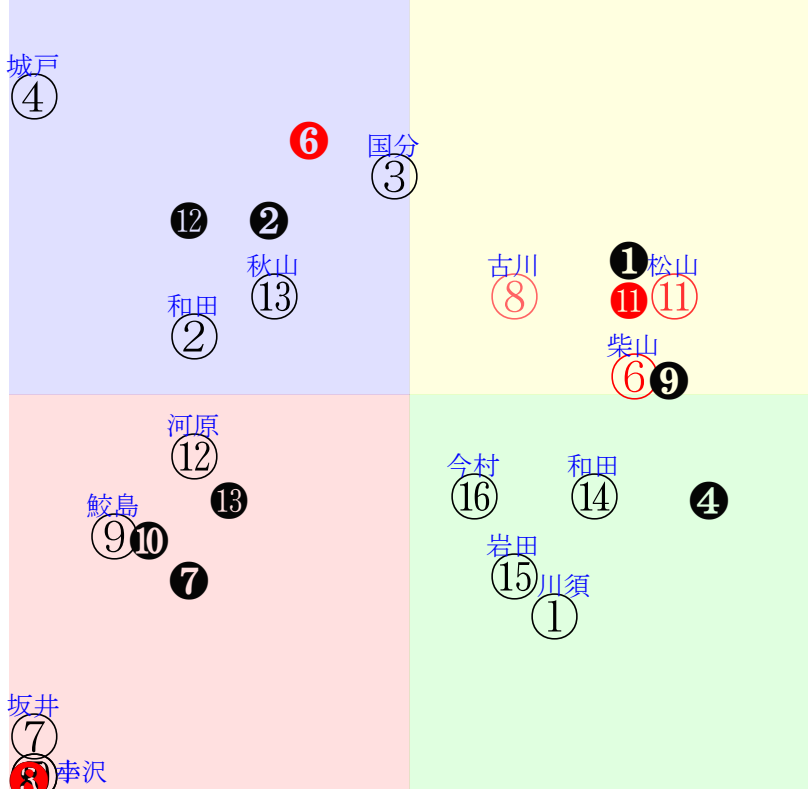 城戸
④
❻
国分
③
⓬
❷
秋山
⑬
和田
②
古川
⑧
❶
松山
⑪
⓫
柴山
⑥
❾
河原
⑫
⓭
今村
⑯
和田
⑭
❹
鮫島
⑨
❿
❼
岩田
⑮
川須
①
坂井
⑦